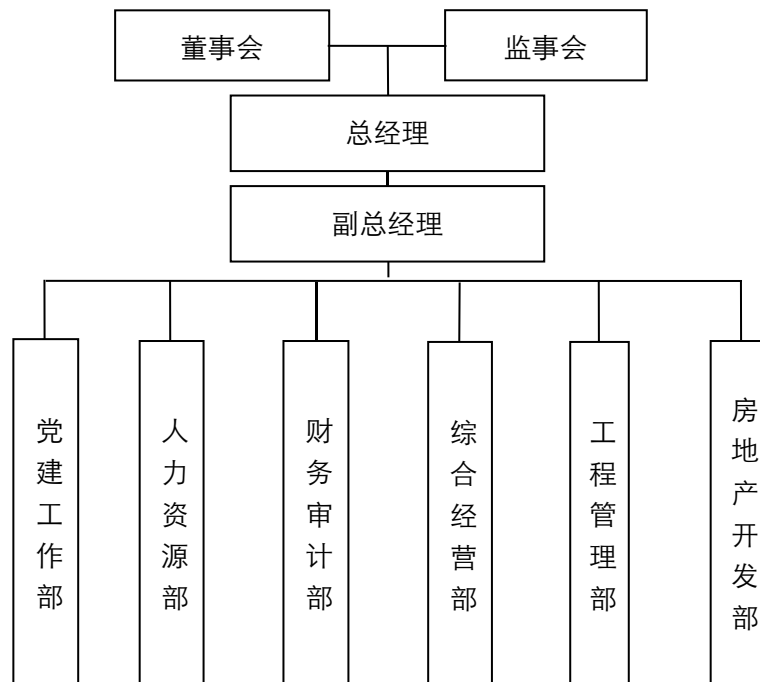 董事会
监事会
总经理
副总经理
党建工作部
人力资源部
财务审计部
综合经营部
工程管理部
房地产开发部